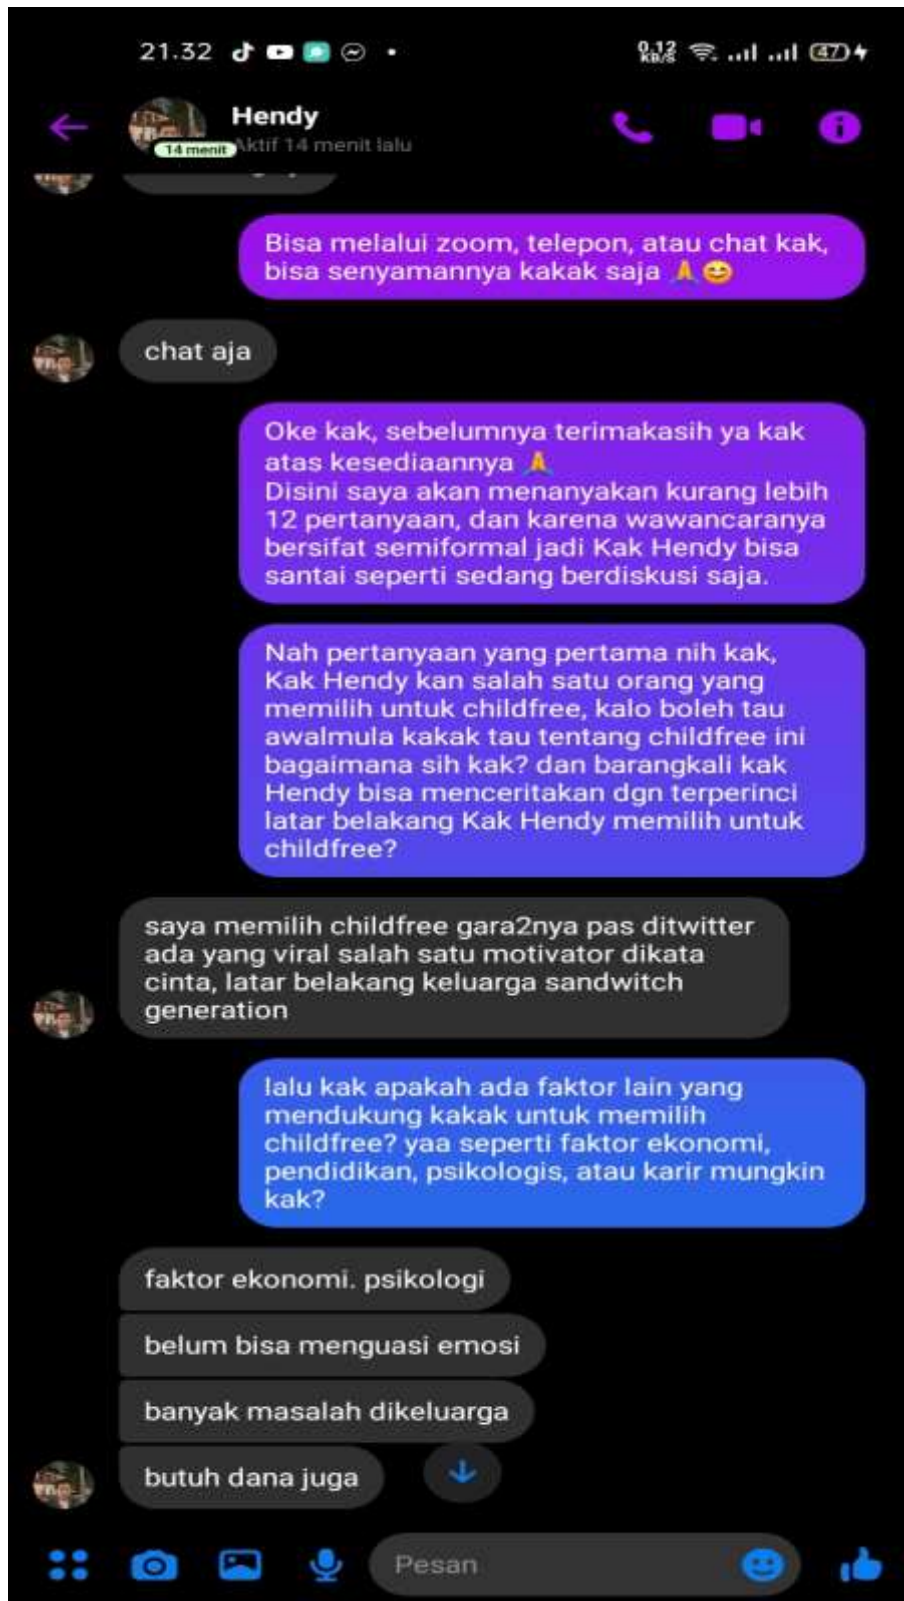 21.32
0,12 KB/S
47
Hendy
14 menit
Aktif 14 menit lalu
Bisa melalui zoom, telepon, atau chat kak,
bisa senyamannya kakak saja 🙏😄
chat aja
Oke kak, sebelumnya terimakasih ya kak
atas kesediaannya 🙏
Disini saya akan menanyakan kurang lebih
12 pertanyaan, dan karena wawancaranya
bersifat semiformal jadi Kak Hendy bisa
santai seperti sedang berdiskusi saja.
Nah pertanyaan yang pertama nih kak,
Kak Hendy kan salah satu orang yang
memilih untuk childfree, kalo boleh tau
awalmula kakak tau tentang childfree ini
bagaimana sih kak? dan barangkali kak
Hendy bisa menceritakan dgn terperinci
latar belakang Kak Hendy memilih untuk
childfree?
saya memilih childfree gara2nya pas ditwitter
ada yang viral salah satu motivator dikata
cinta, latar belakang keluarga sandwitch
generation
lalu kak apakah ada faktor lain yang
mendukung kakak untuk memilih
childfree? yaa seperti faktor ekonomi,
pendidikan, psikologis, atau karir mungkin
kak?
faktor ekonomi. psikologi
belum bisa menguasi emosi
banyak masalah dikeluarga
butuh dana juga
Pesan